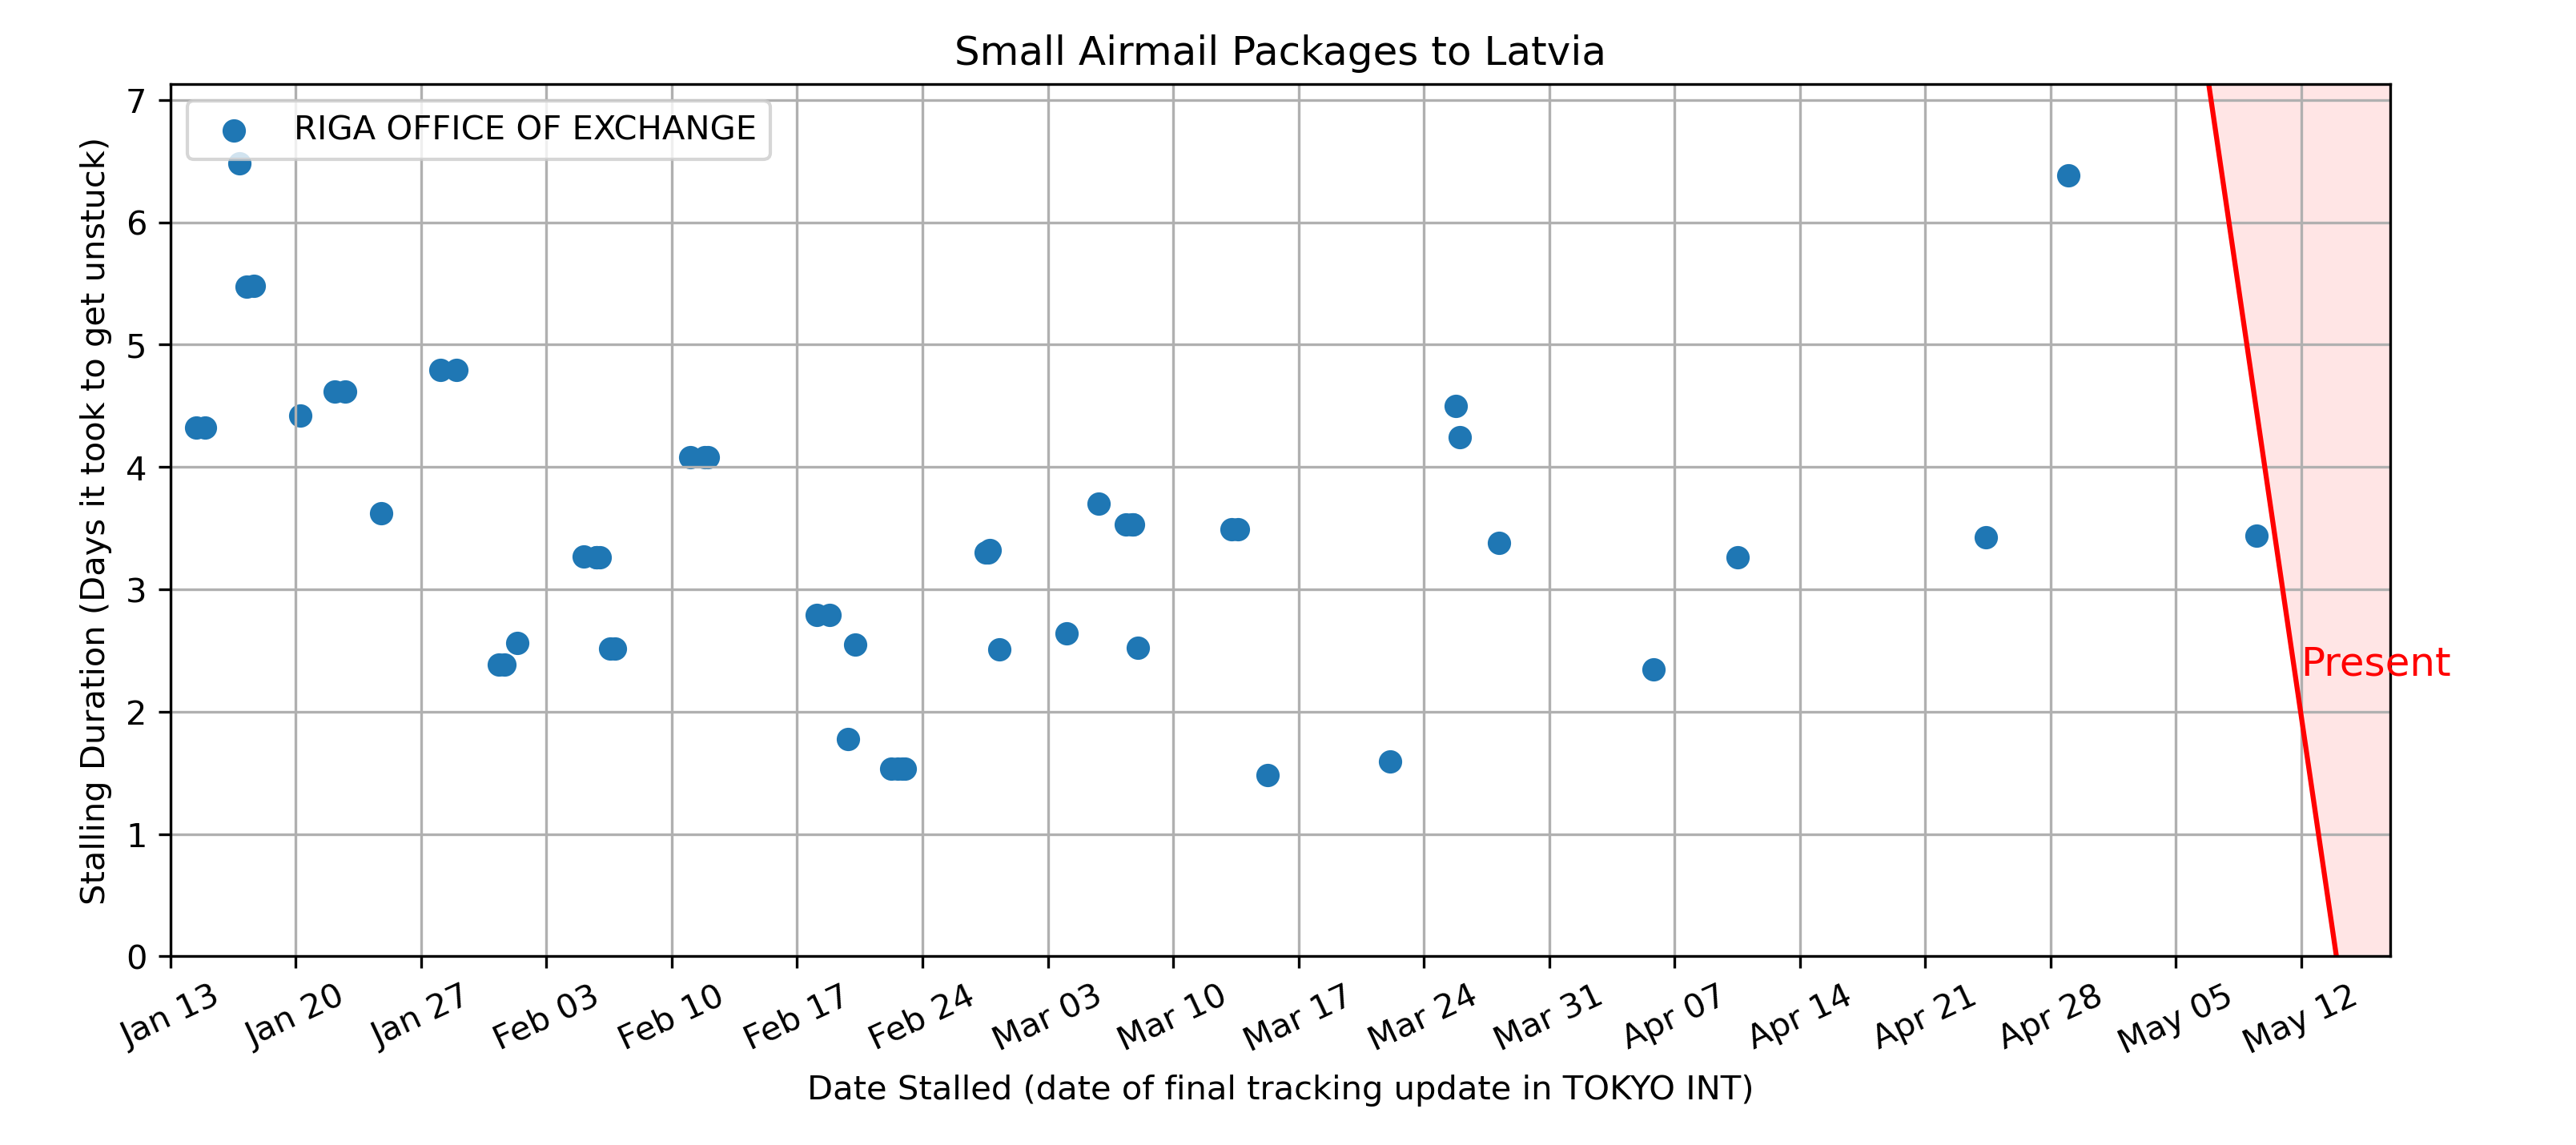 Small Airmail Packages to Latvia
RIGA OFFICE OF EXCHANGE
Stalling Duration (Days it took to get unstuck)
7
6
5
4
3
2
1
0
Present
Jan 13
Jan 20
Jan 27
Feb 03
Feb 10
Feb 17
Feb 24
Mar 03
Mar 10
Mar 17
Mar 24
Mar 31
Apr 07
Apr 14
Apr 21
Apr 28
May 05
May 12
Date Stalled (date of final tracking update in TOKYO INT)